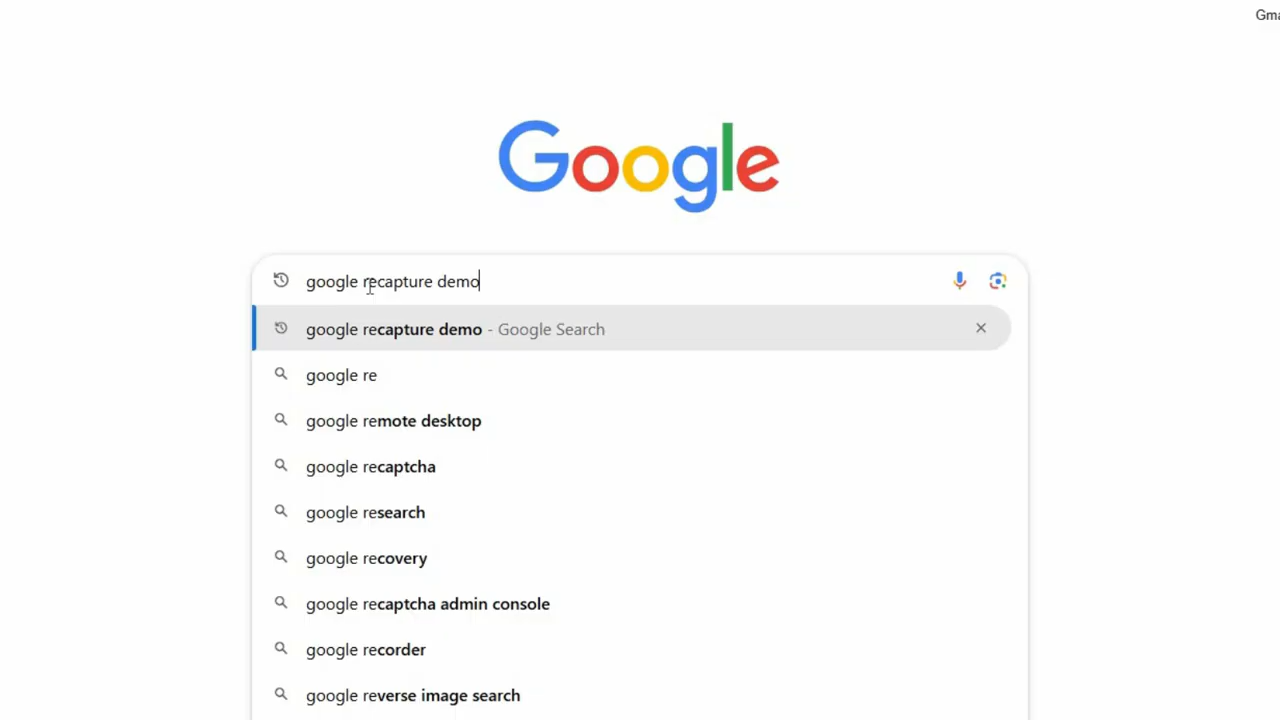 Gma
Google
google recapture demo
google recapture demo - Google Search
google re
google remote desktop
google recaptcha
google research
google recovery
google recaptcha admin console
google recorder
google reverse image search